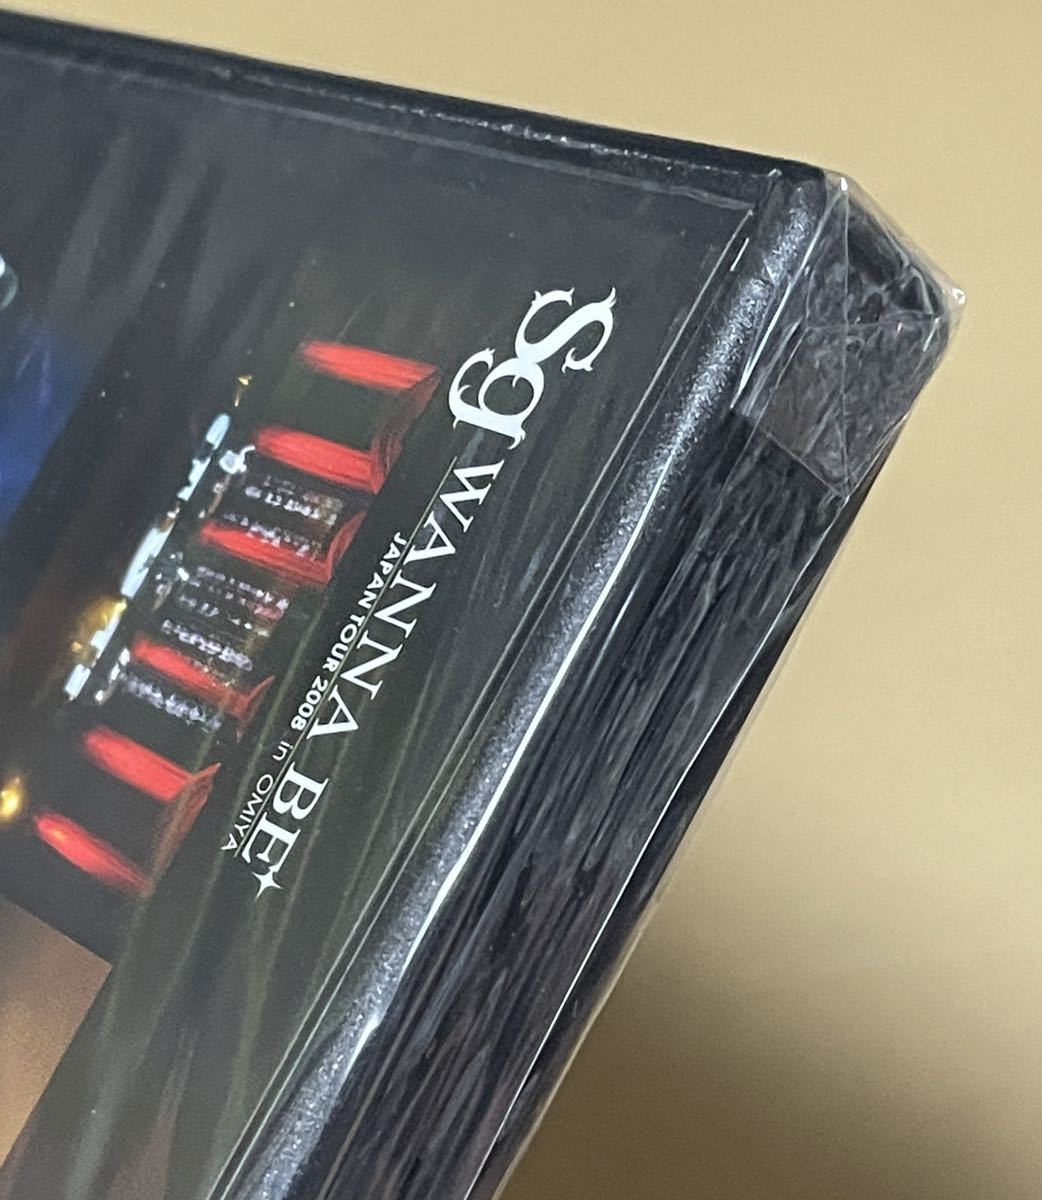 Sg WANNA BE+
JAPAN TOUR 2008 in OMIYA